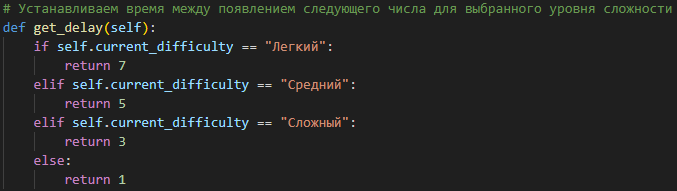 # Устанавливаем время между появлением следующего числа для выбранного уровня сложности
def get_delay(self):
    if self.current_difficulty == "Легкий":
        return 7
    elif self.current_difficulty == "Средний":
        return 5
    elif self.current_difficulty == "Сложный":
        return 3
    else:
        return 1